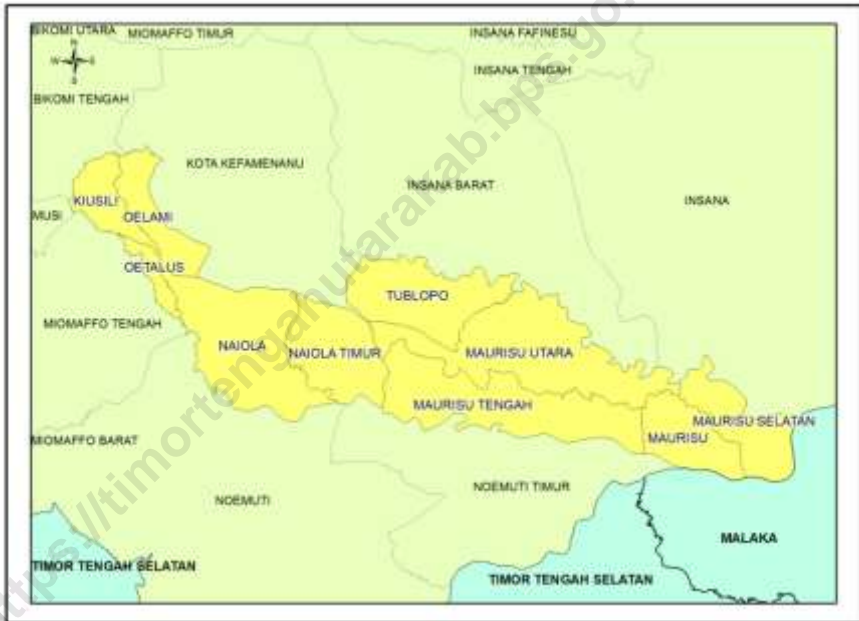 BIKOMI UTARA
MIOMAFFO TIMUR
INSANA FAFINESU
N
W
E
S
INSANA TENGAH
BIKOMI TENGAH
KOTA KEFAMENANU
INSANA BARAT
INSANA
KIUSILI
OELAMI
MUSI
OETALUS
TUBLOPO
MIOMAFFO TENGAH
NAIOLA
NAIOLA TIMUR
MAURISU UTARA
MAURISU TENGAH
MAURISU SELATAN
MAURISU
MIOMAFFO BARAT
NOEMUTI
NOEMUTI TIMUR
MALAKA
TIMOR TENGAH SELATAN
TIMOR TENGAH SELATAN
https://timortengahutarakab.bps.go.